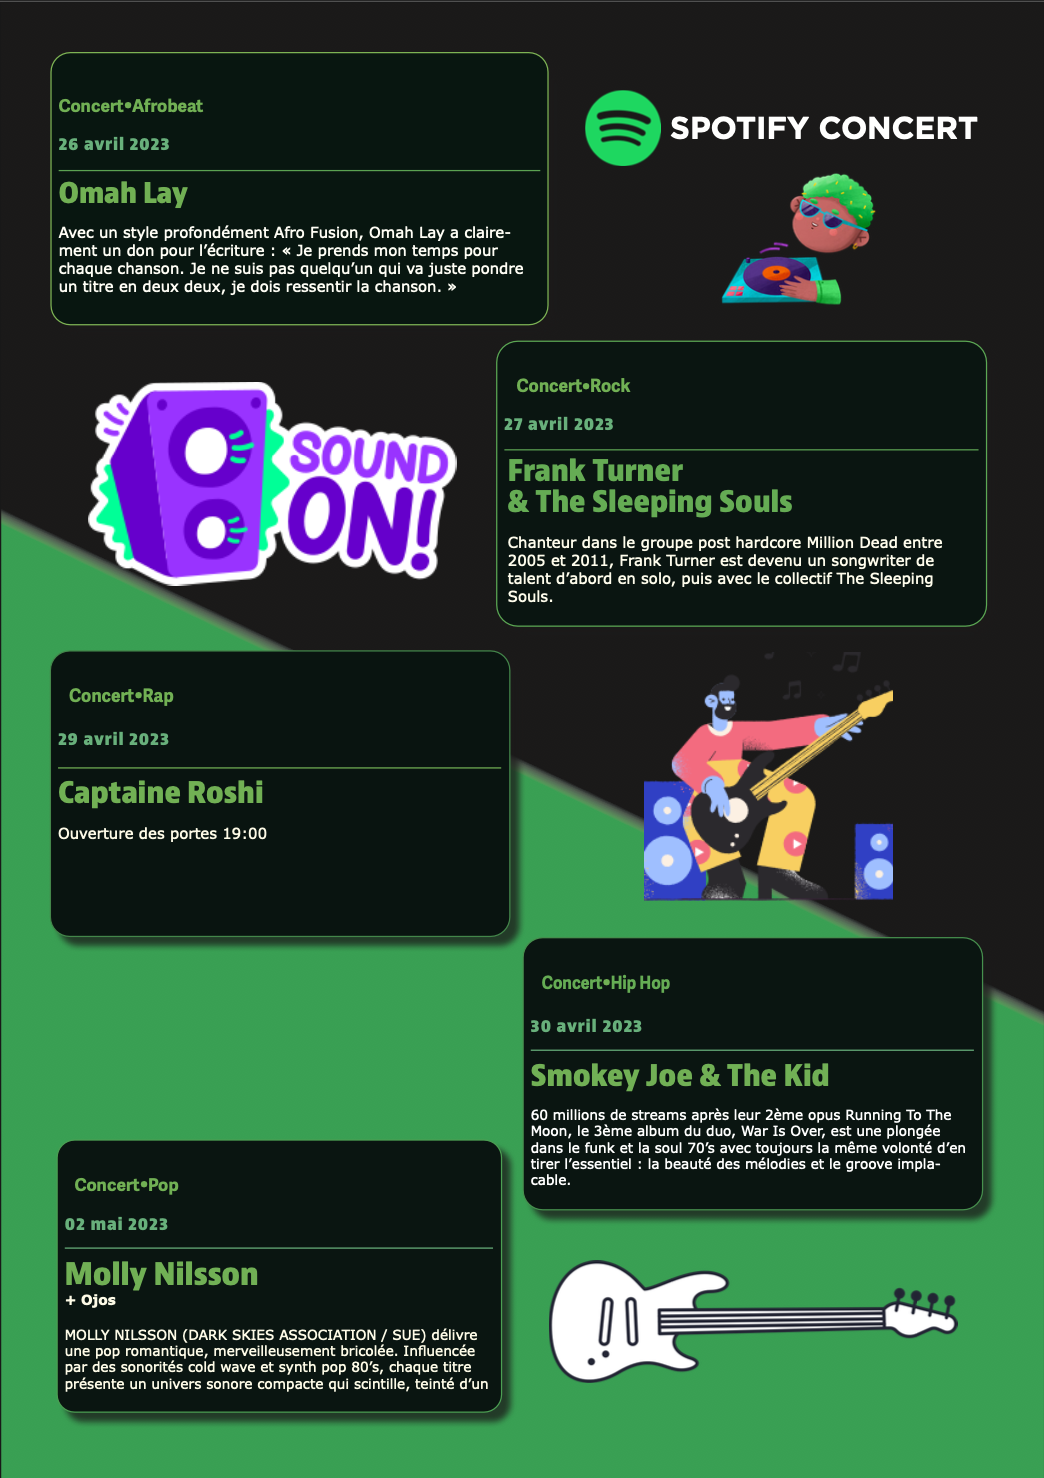 Concert•Afrobeat
26 avril 2023
Omah Lay
Avec un style profondément Afro Fusion, Omah Lay a claire-
ment un don pour l'écriture : « Je prends mon temps pour
chaque chanson. Je ne suis pas quelqu'un qui va juste pondre
un titre en deux deux, je dois ressentir la chanson. »
SPOTIFY CONCERT
SOUND
ON!
Concert•Rock
27 avril 2023
Frank Turner
& The Sleeping Souls
Chanteur dans le groupe post hardcore Million Dead entre
2005 et 2011, Frank Turner est devenu un songwriter de
talent d'abord en solo, puis avec le collectif The Sleeping
Souls.
Concert•Rap
29 avril 2023
Captaine Roshi
Ouverture des portes 19:00
Concert•Hip Hop
30 avril 2023
Smokey Joe & The Kid
60 millions de streams après leur 2ème opus Running To The
Moon, le 3ème album du duo, War Is Over, est une plongée
dans le funk et la soul 70's avec toujours la même volonté d'en
tirer l'essentiel : la beauté des mélodies et le groove impla-
cable.
Concert•Pop
02 mai 2023
Molly Nilsson
+ Ojos
MOLLY NILSSON (DARK SKIES ASSOCIATION / SUE) délivre
une pop romantique, merveilleusement bricolée. Influencée
par des sonorités cold wave et synth pop 80's, chaque titre
présente un univers sonore compacte qui scintille, teinté d'un